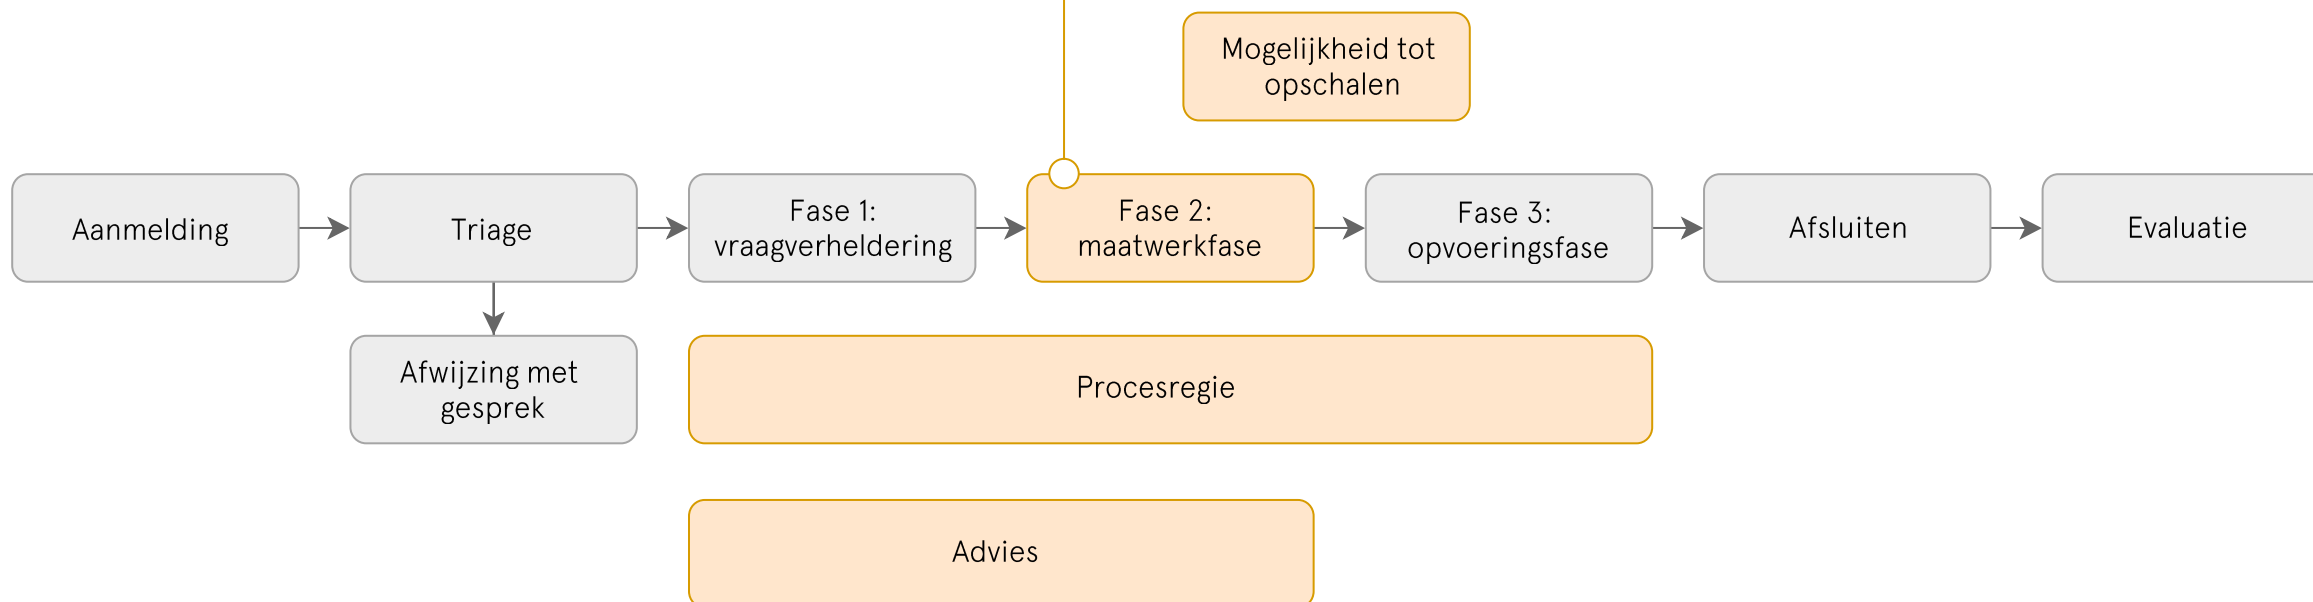 Mogelijkheid tot
opschalen
Aanmelding
Triage
Fase 1:
vraagverheldering
Fase 2:
maatwerkfase
Fase 3:
opvoeringsfase
Afsluiten
Evaluatie
Afwijzing met
gesprek
Procesregie
Advies